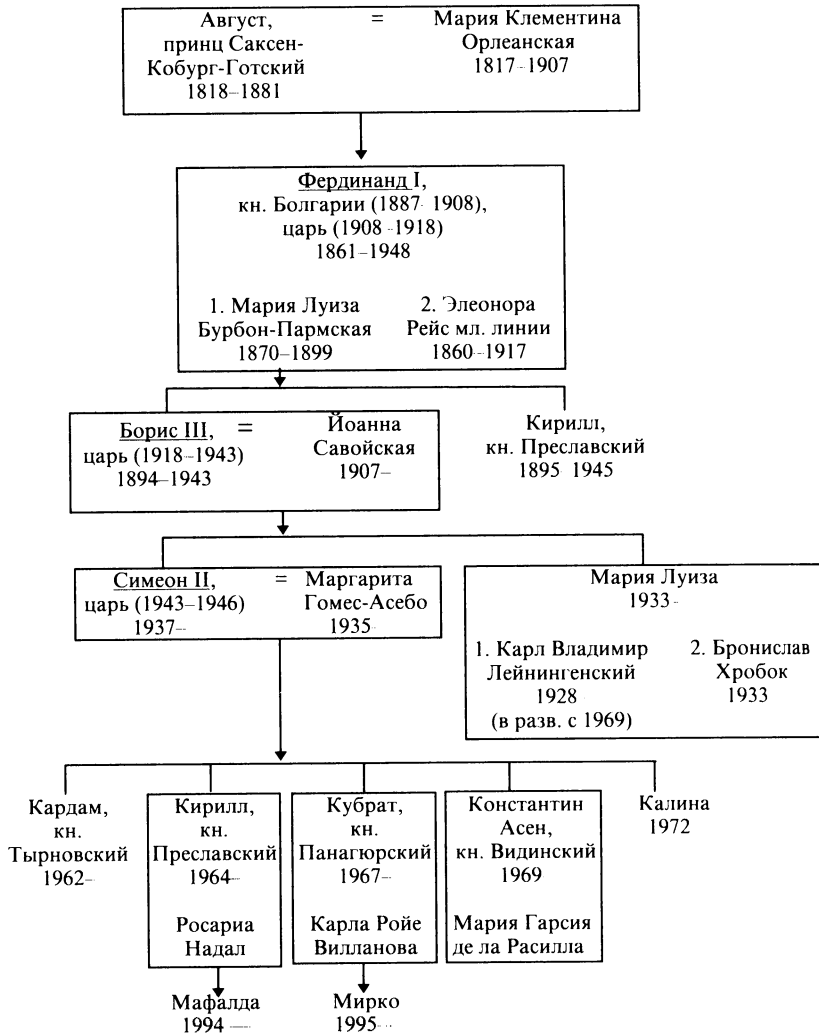 Август,
принц Саксен-
Кобург-Готский
1818–1881
=
Мария Клементина
Орлеанская
1817–1907
Фердинанд I,
кн. Болгарии (1887–1908),
царь (1908–1918)
1861–1948
1. Мария Луиза
Бурбон-Пармская
1870–1899
2. Элеонора
Рейс мл. линии
1860–1917
Борис III,
царь (1918–1943)
1894–1943
=
Йоанна
Савойская
1907–
Кирилл,
кн. Преславский
1895–1945
Симеон II,
царь (1943–1946)
1937–
=
Маргарита
Гомес-Асебо
1935–
Мария Луиза
1933–
1. Карл Владимир
Лейнингенский
1928
(в разв. с 1969)
2. Бронислав
Хробок
1933
Кардам,
кн.
Тырновский
1962–
Кирилл,
кн.
Преславский
1964–
Росариа
Надал
Кубрат,
кн.
Панагюрский
1967–
Карла Ройе
Вилланова
Константин
Асен,
кн. Видинский
1969
Мария Гарсия
де ла Расилла
Калина
1972
Мафалда
1994 —
Мирко
1995–